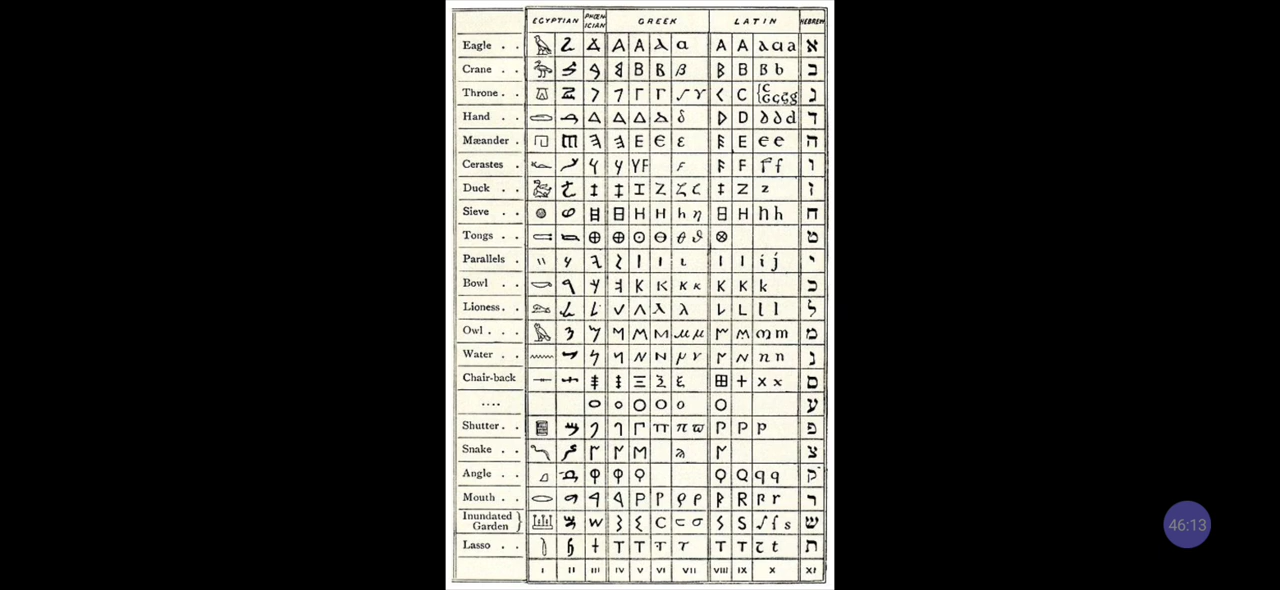 EGYPTIAN PHŒNICIAN GREEK LATIN HEBREW
Eagle . . A A α a A A a a א
Crane . . B B β B B b ב
Throne . . Γ Γ γ C C G g ג
Hand . . Δ Δ δ D D d ד
Mæander . E Є ε E E e e ה
Cerastes . Y F F F F f f ו
Duck . . I Z ζ Z z ז
Sieve . . H H h η H h h ח
Tongs . . ⊕ ⊕ ⊙ Θ θ ϑ ⊗ ט
Parallels . I ι ι I I i j י
Bowl . . K K κ κ K K k כ
Lioness . . Λ λ λ L L l l ל
Owl . . . M M M μ μ M m m מ
Water . . N N ν N N n n נ
Chair-back Ξ ξ ξ ⊞ + x x ם
.... O o O O o O ע
Shutter . . Γ π π ϖ P P p פ
Snake . . M צ
Angle . . Φ Φ Ϙ Q Q q q ק
Mouth . . P P ρ ρ R R r ר
Inundated Garden } W C σ S S ſ s ש
Lasso . . T T T τ T T t ת
I II III IV V VI VII VIII IX X XI
46:13